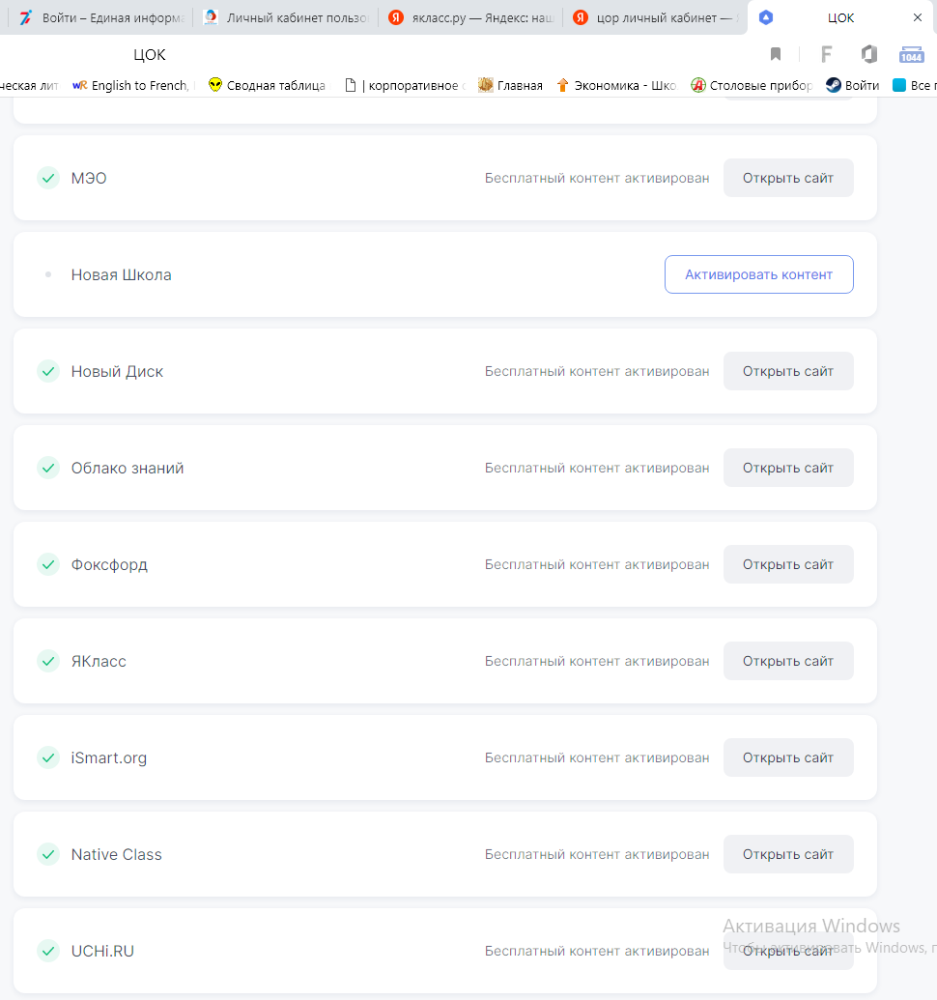 Войти – Единая информа
Личный кабинет пользо
Я якласс.ру — Яндекс: наш
Я цор личный кабинет —
ЦОК
ЦОК
F
1044
ческая лит
wR English to French,
Сводная таблица
| корпоративное
Главная
Экономика - Шко
Столовые прибор
Войти
Все
МЭО Бесплатный контент активирован Открыть сайт
Новая Школа Активировать контент
Новый Диск Бесплатный контент активирован Открыть сайт
Облако знаний Бесплатный контент активирован Открыть сайт
Фоксфорд Бесплатный контент активирован Открыть сайт
ЯКласс Бесплатный контент активирован Открыть сайт
iSmart.org Бесплатный контент активирован Открыть сайт
Native Class Бесплатный контент активирован Открыть сайт
Активация Windows
Чтобы активировать Windows,
UCHi.RU Бесплатный контент активирован Открыть сайт